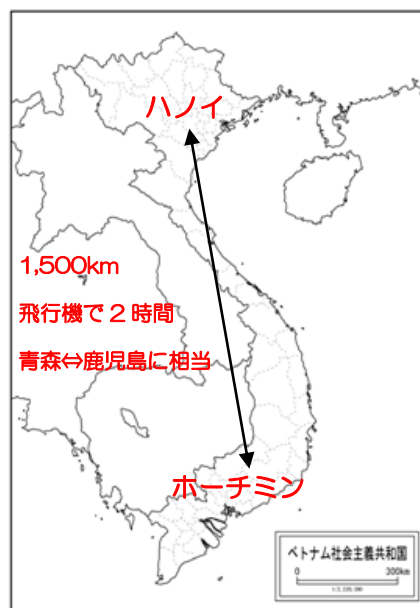 ハノイ
1,500km
飛行機で2時間
青森⇔鹿児島に相当
ホーチミン
ベトナム社会主義共和国
0 300km